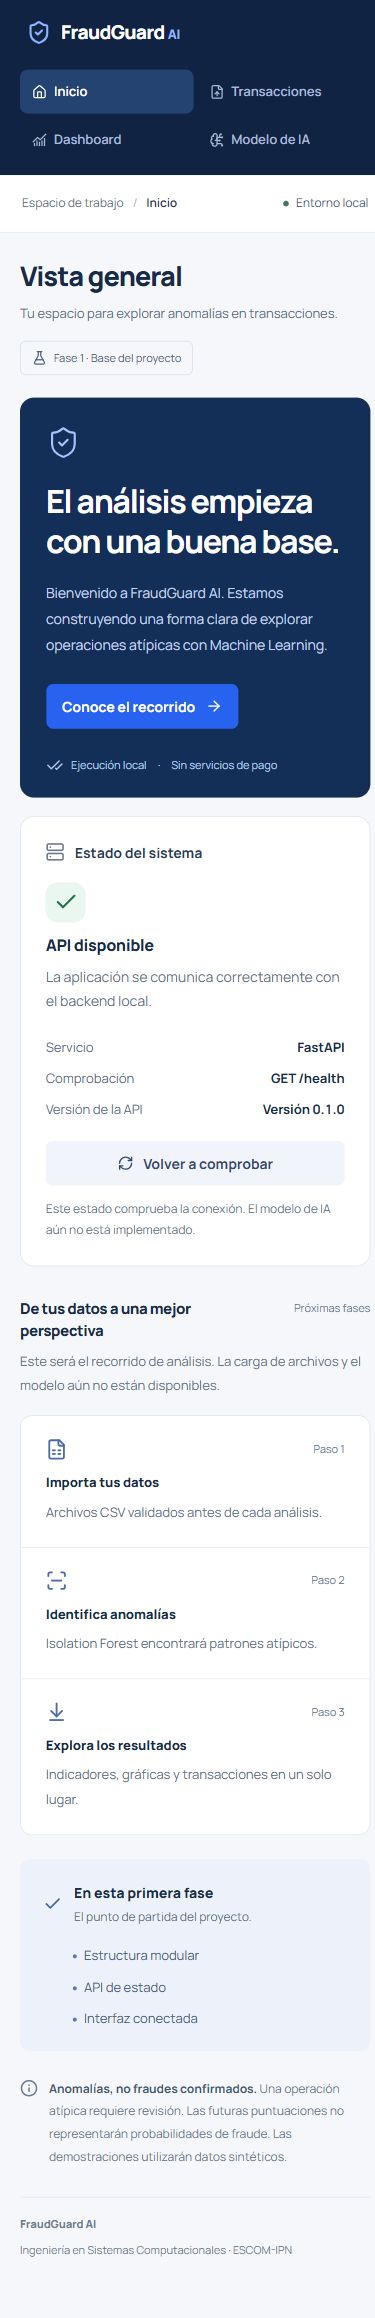 FraudGuard AI
Inicio
Transacciones
Dashboard
Modelo de IA
Espacio de trabajo / Inicio
Entorno local
Vista general
Tu espacio para explorar anomalías en transacciones.
Fase 1 · Base del proyecto
El análisis empieza
con una buena base.
Bienvenido a FraudGuard AI. Estamos
construyendo una forma clara de explorar
operaciones atípicas con Machine Learning.
Conoce el recorrido →
Ejecución local · Sin servicios de pago
Estado del sistema
API disponible
La aplicación se comunica correctamente con
el backend local.
Servicio FastAPI
Comprobación GET /health
Versión de la API Versión 0.1.0
Volver a comprobar
Este estado comprueba la conexión. El modelo de IA
aún no está implementado.
De tus datos a una mejor
perspectiva
Próximas fases
Este será el recorrido de análisis. La carga de archivos y el
modelo aún no están disponibles.
Paso 1
Importa tus datos
Archivos CSV validados antes de cada análisis.
Paso 2
Identifica anomalías
Isolation Forest encontrará patrones atípicos.
Paso 3
Explora los resultados
Indicadores, gráficas y transacciones en un solo
lugar.
En esta primera fase
El punto de partida del proyecto.
• Estructura modular
• API de estado
• Interfaz conectada
Anomalías, no fraudes confirmados. Una operación
atípica requiere revisión. Las futuras puntuaciones no
representarán probabilidades de fraude. Las
demostraciones utilizarán datos sintéticos.
FraudGuard AI
Ingeniería en Sistemas Computacionales · ESCOM-IPN